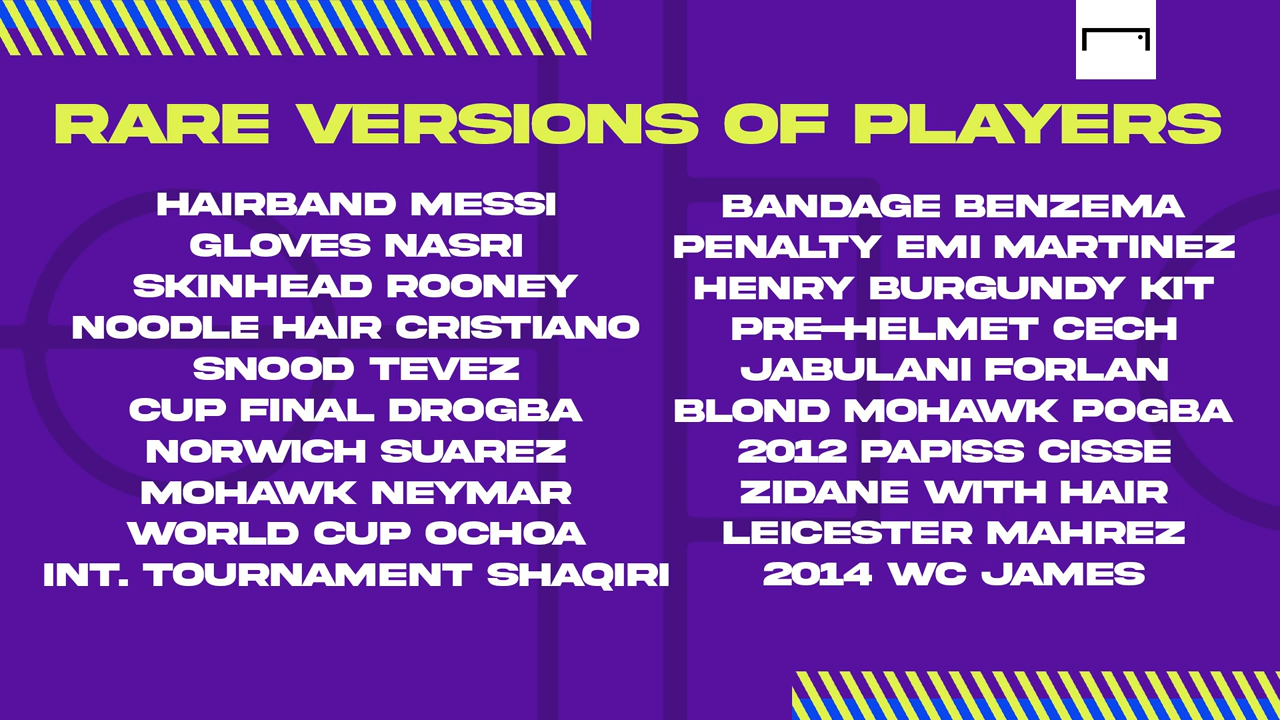 RARE VERSIONS OF PLAYERS
HAIRBAND MESSI
GLOVES NASRI
SKINHEAD ROONEY
NOODLE HAIR CRISTIANO
SNOOD TEVEZ
CUP FINAL DROGBA
NORWICH SUAREZ
MOHAWK NEYMAR
WORLD CUP OCHOA
INT. TOURNAMENT SHAQIRI
BANDAGE BENZEMA
PENALTY EMI MARTINEZ
HENRY BURGUNDY KIT
PRE-HELMET CECH
JABULANI FORLAN
BLOND MOHAWK POGBA
2012 PAPISS CISSE
ZIDANE WITH HAIR
LEICESTER MAHREZ
2014 WC JAMES